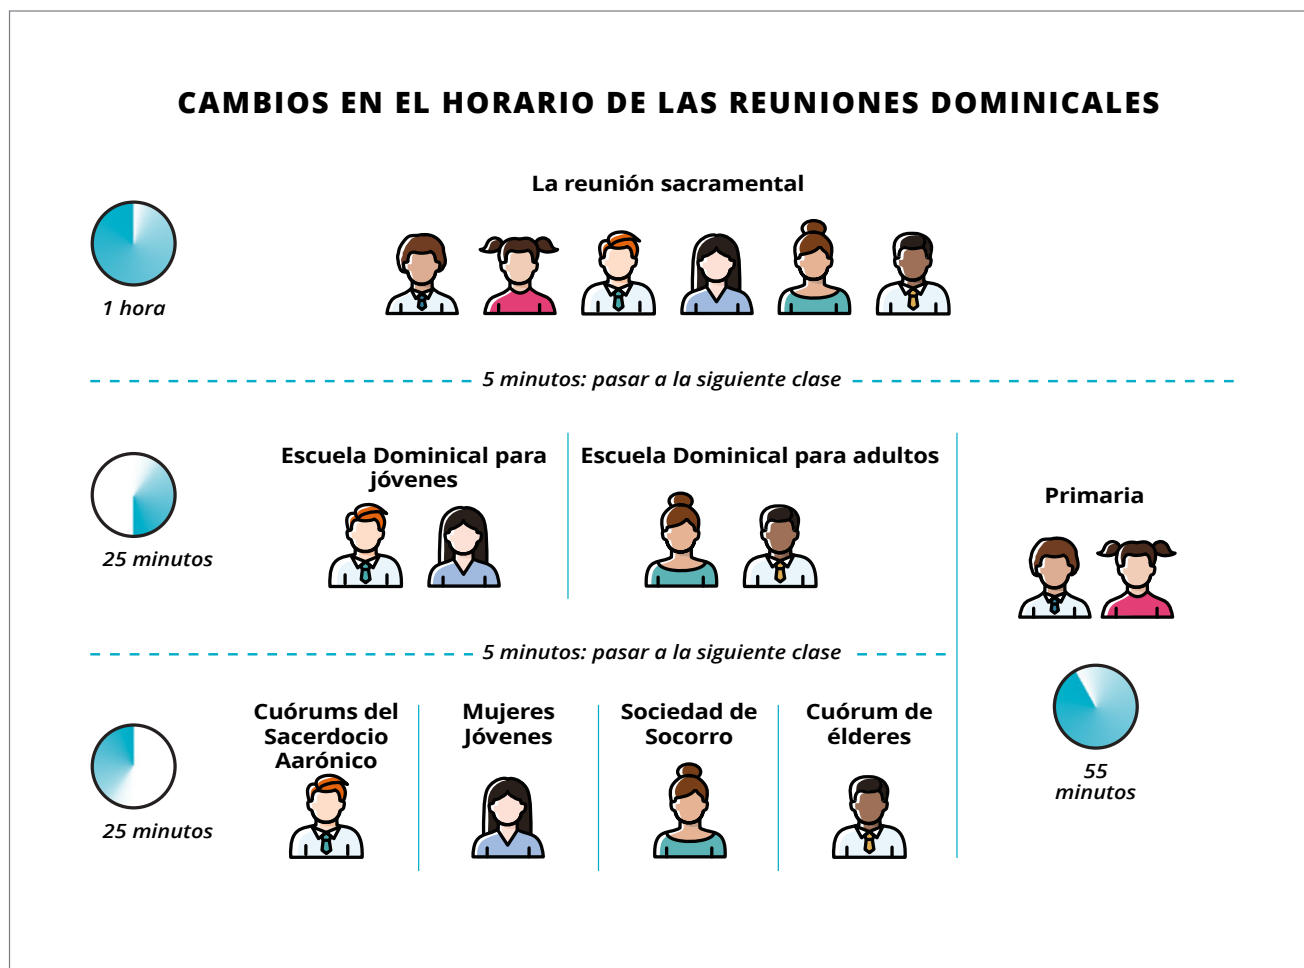 CAMBIOS EN EL HORARIO DE LAS REUNIONES DOMINICALES
La reunión sacramental
1 hora
5 minutos: pasar a la siguiente clase
Escuela Dominical para
jóvenes
Escuela Dominical para adultos
25 minutos
Primaria
55
minutos
5 minutos: pasar a la siguiente clase
Cuórums del
Sacerdocio
Aarónico
Mujeres
Jóvenes
Sociedad de
Socorro
Cuórum de
élderes
25 minutos